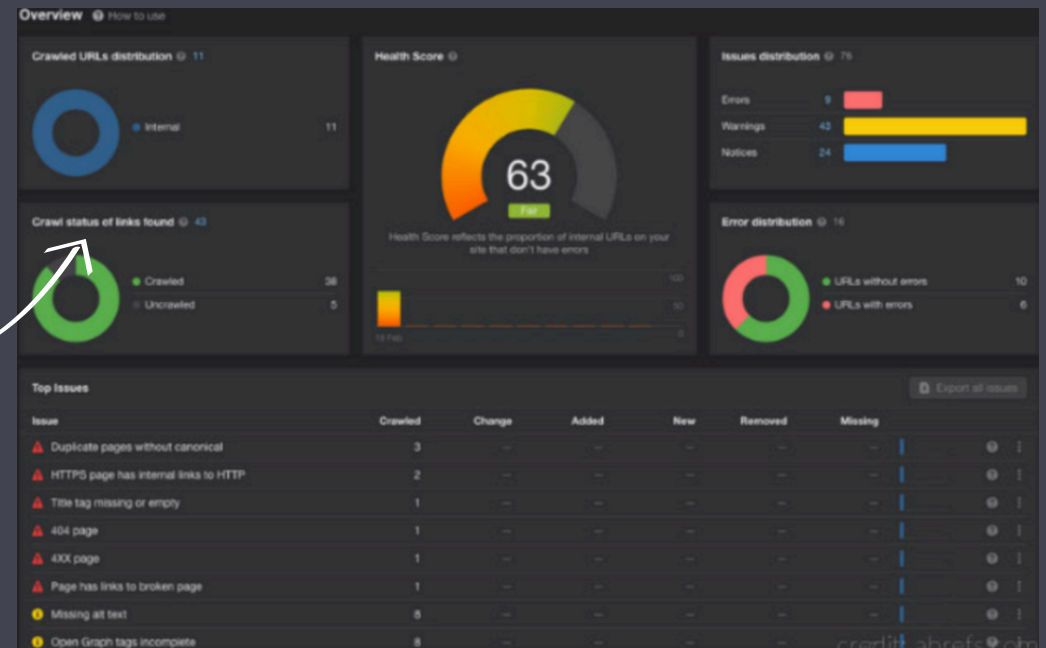 Overview How to use
Crawled URLs distribution 11
Internal 11
Crawl status of links found 43
Crawled 38
Uncrawled 5
Health Score
63
Fair
Health Score reflects the proportion of internal URLs on your
site that don't have errors
100
50
0
18 Feb
Issues distribution 76
Errors 9
Warnings 43
Notices 24
Error distribution 16
URLs without errors 10
URLs with errors 6
Top Issues Export all issues
Issue Crawled Change Added New Removed Missing
Duplicate pages without canonical 3 — — — — —
HTTPS page has internal links to HTTP 2 — — — — —
Title tag missing or empty 1 — — — — —
404 page 1 — — — — —
4XX page 1 — — — — —
Page has links to broken page 1 — — — — —
Missing alt text 8 — — — — —
Open Graph tags incomplete 8 — — — — —
credit: ahrefs.com